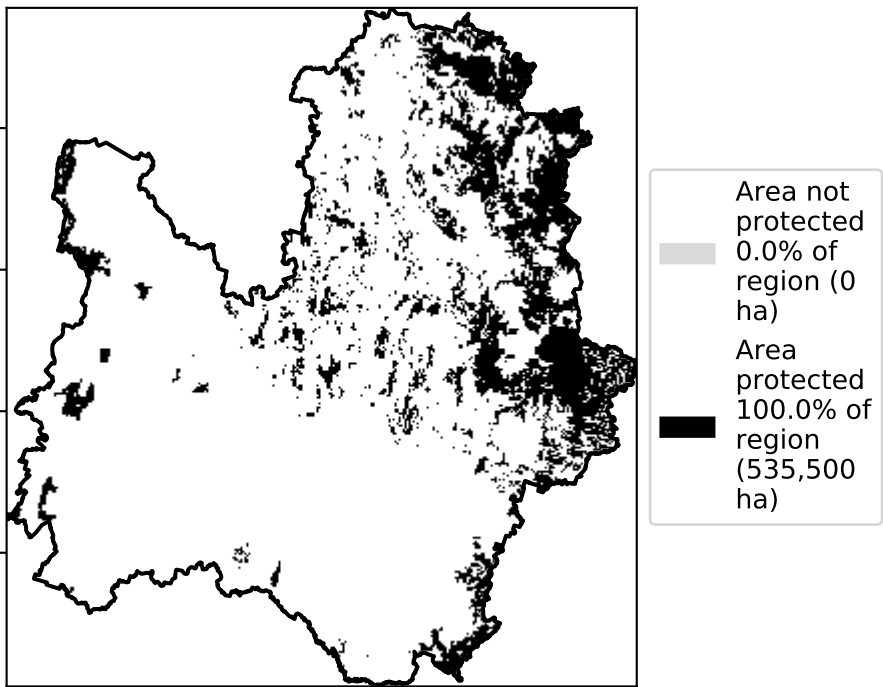 Area not
protected
0.0% of
region (0
ha)
Area
protected
100.0% of
region
(535,500
ha)